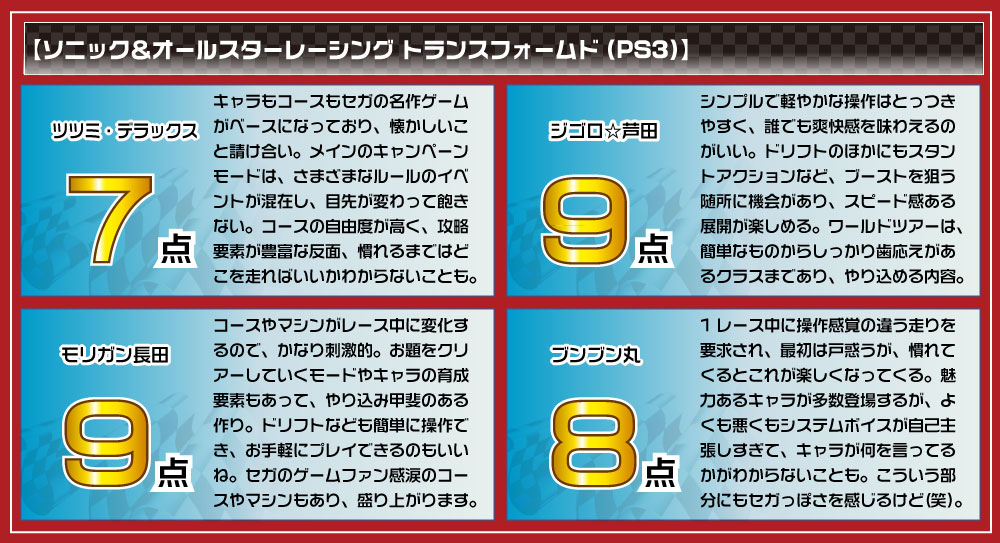 【ソニック＆オールスターレーシング トランスフォームド（PS3）】
ツツミ・デラックス
7点
キャラもコースもセガの名作ゲーム
がベースになっており、懐かしいこ
と請け合い。メインのキャンペーン
モードは、さまざまなルールのイベ
ントが混在し、目先が変わって飽き
ない。コースの自由度が高く、攻略
要素が豊富な反面、慣れるまではど
こを走ればいいかわからないことも。
ジゴロ☆芦田
9点
シンプルで軽やかな操作はとっつき
やすく、誰でも爽快感を味わえるの
がいい。ドリフトのほかにもスタン
トアクションなど、ブーストを狙う
随所に機会があり、スピード感ある
展開が楽しめる。ワールドツアーは、
簡単なものからしっかり歯応えがあ
るクラスまであり、やり込める内容。
モリガン長田
9点
コースやマシンがレース中に変化す
るので、かなり刺激的。お題をクリ
アーしていくモードやキャラの育成
要素もあって、やり込み甲斐のある
作り。ドリフトなども簡単に操作で
き、お手軽にプレイできるのもいい
ね。セガのゲームファン感涙のコー
スやマシンもあり、盛り上がります。
ブンブン丸
8点
1レース中に操作感覚の違う走りを
要求され、最初は戸惑うが、慣れて
くるとこれが楽しくなってくる。魅
力あるキャラが多数登場するが、よ
くも悪くもシステムボイスが自己主
張しすぎて、キャラが何を言ってる
かがわからないことも。こういう部
分にもセガっぽさを感じるけど（笑）。